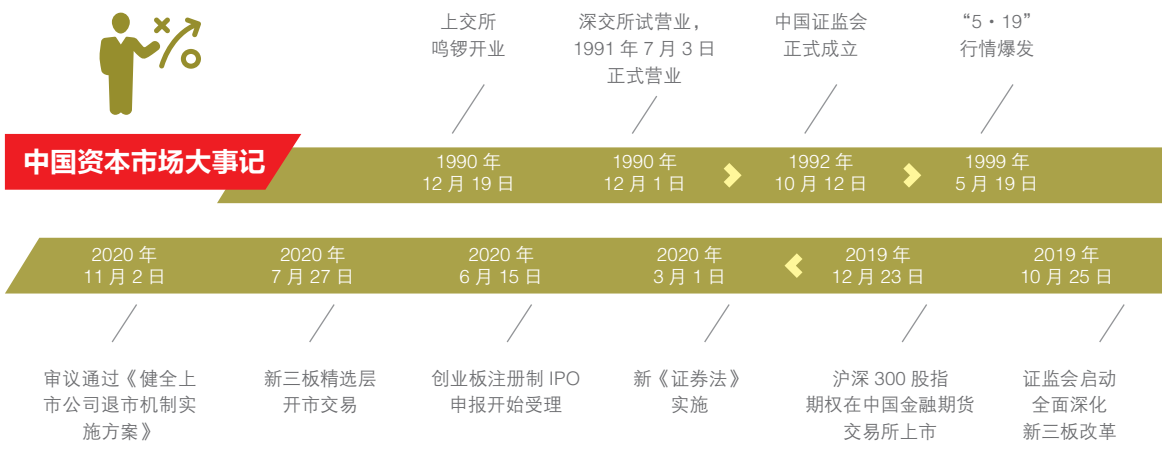 中国资本市场大事记
上交所
鸣锣开业
1990 年
12 月 19 日
深交所试营业，
1991 年 7 月 3 日
正式营业
1990 年
12 月 1 日
中国证监会
正式成立
1992 年
10 月 12 日
“5·19”
行情爆发
1999 年
5 月 19 日
2020 年
11 月 2 日
审议通过《健全上
市公司退市机制实
施方案》
2020 年
7 月 27 日
新三板精选层
开市交易
2020 年
6 月 15 日
创业板注册制 IPO
申报开始受理
2020 年
3 月 1 日
新《证券法》
实施
2019 年
12 月 23 日
沪深 300 股指
期权在中国金融期货
交易所上市
2019 年
10 月 25 日
证监会启动
全面深化
新三板改革